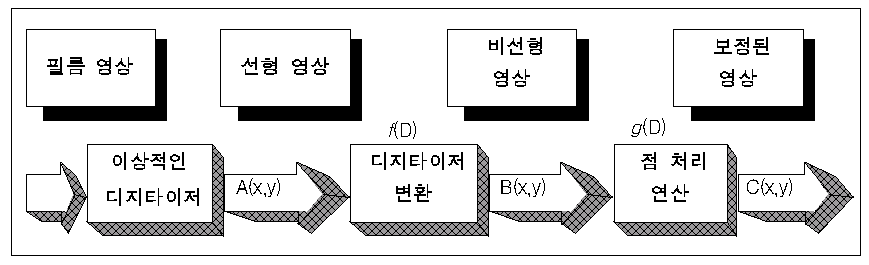 필름 영상
선형 영상
비선형
영상
보정된
영상
f(D)
g(D)
이상적인
디지타이저
A(x,y)
디지타이저
변환
B(x,y)
점 처리
연산
C(x,y)